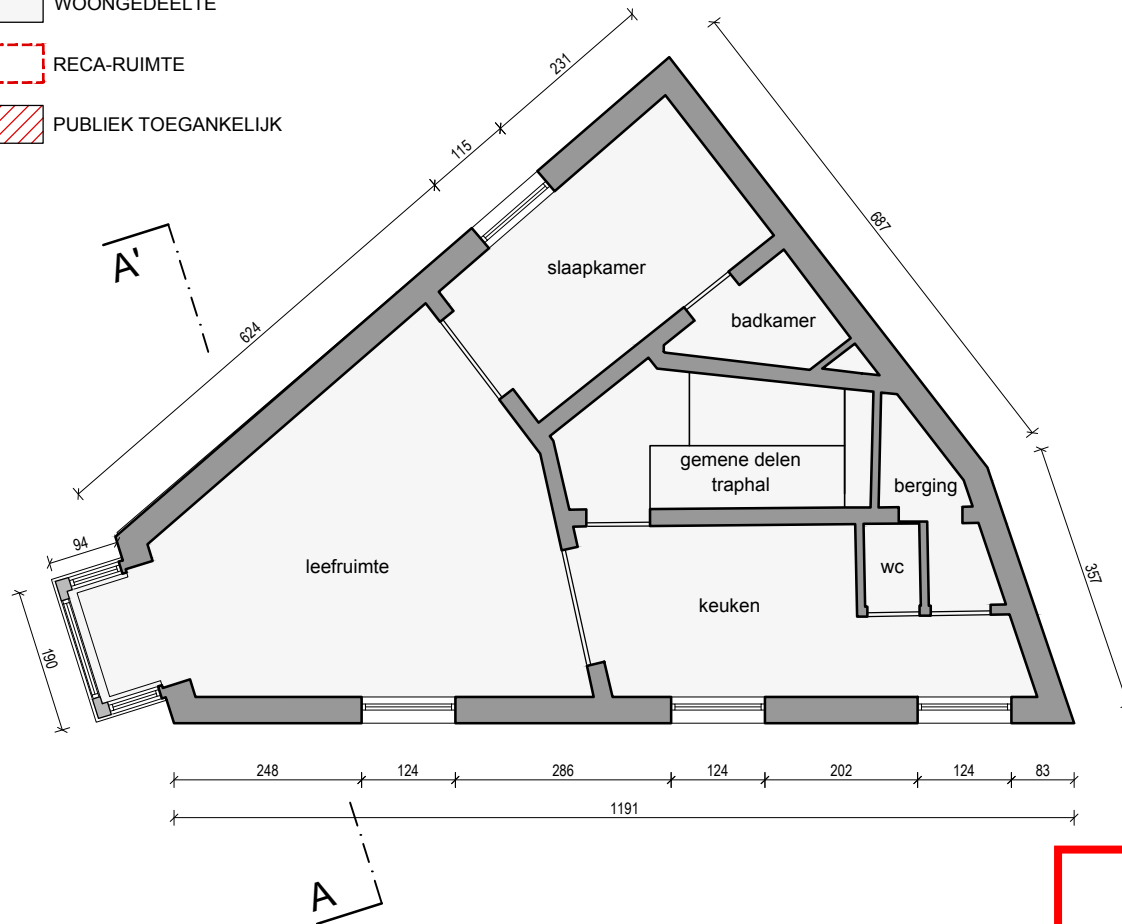 WOONGEDEELTE
RECA-RUIMTE
PUBLIEK TOEGANKELIJK
231
115
687
A'
slaapkamer
badkamer
624
gemene delen
traphal
berging
94
leefruimte
wc
357
keuken
190
248 124 286 124 202 124 83
1191
A